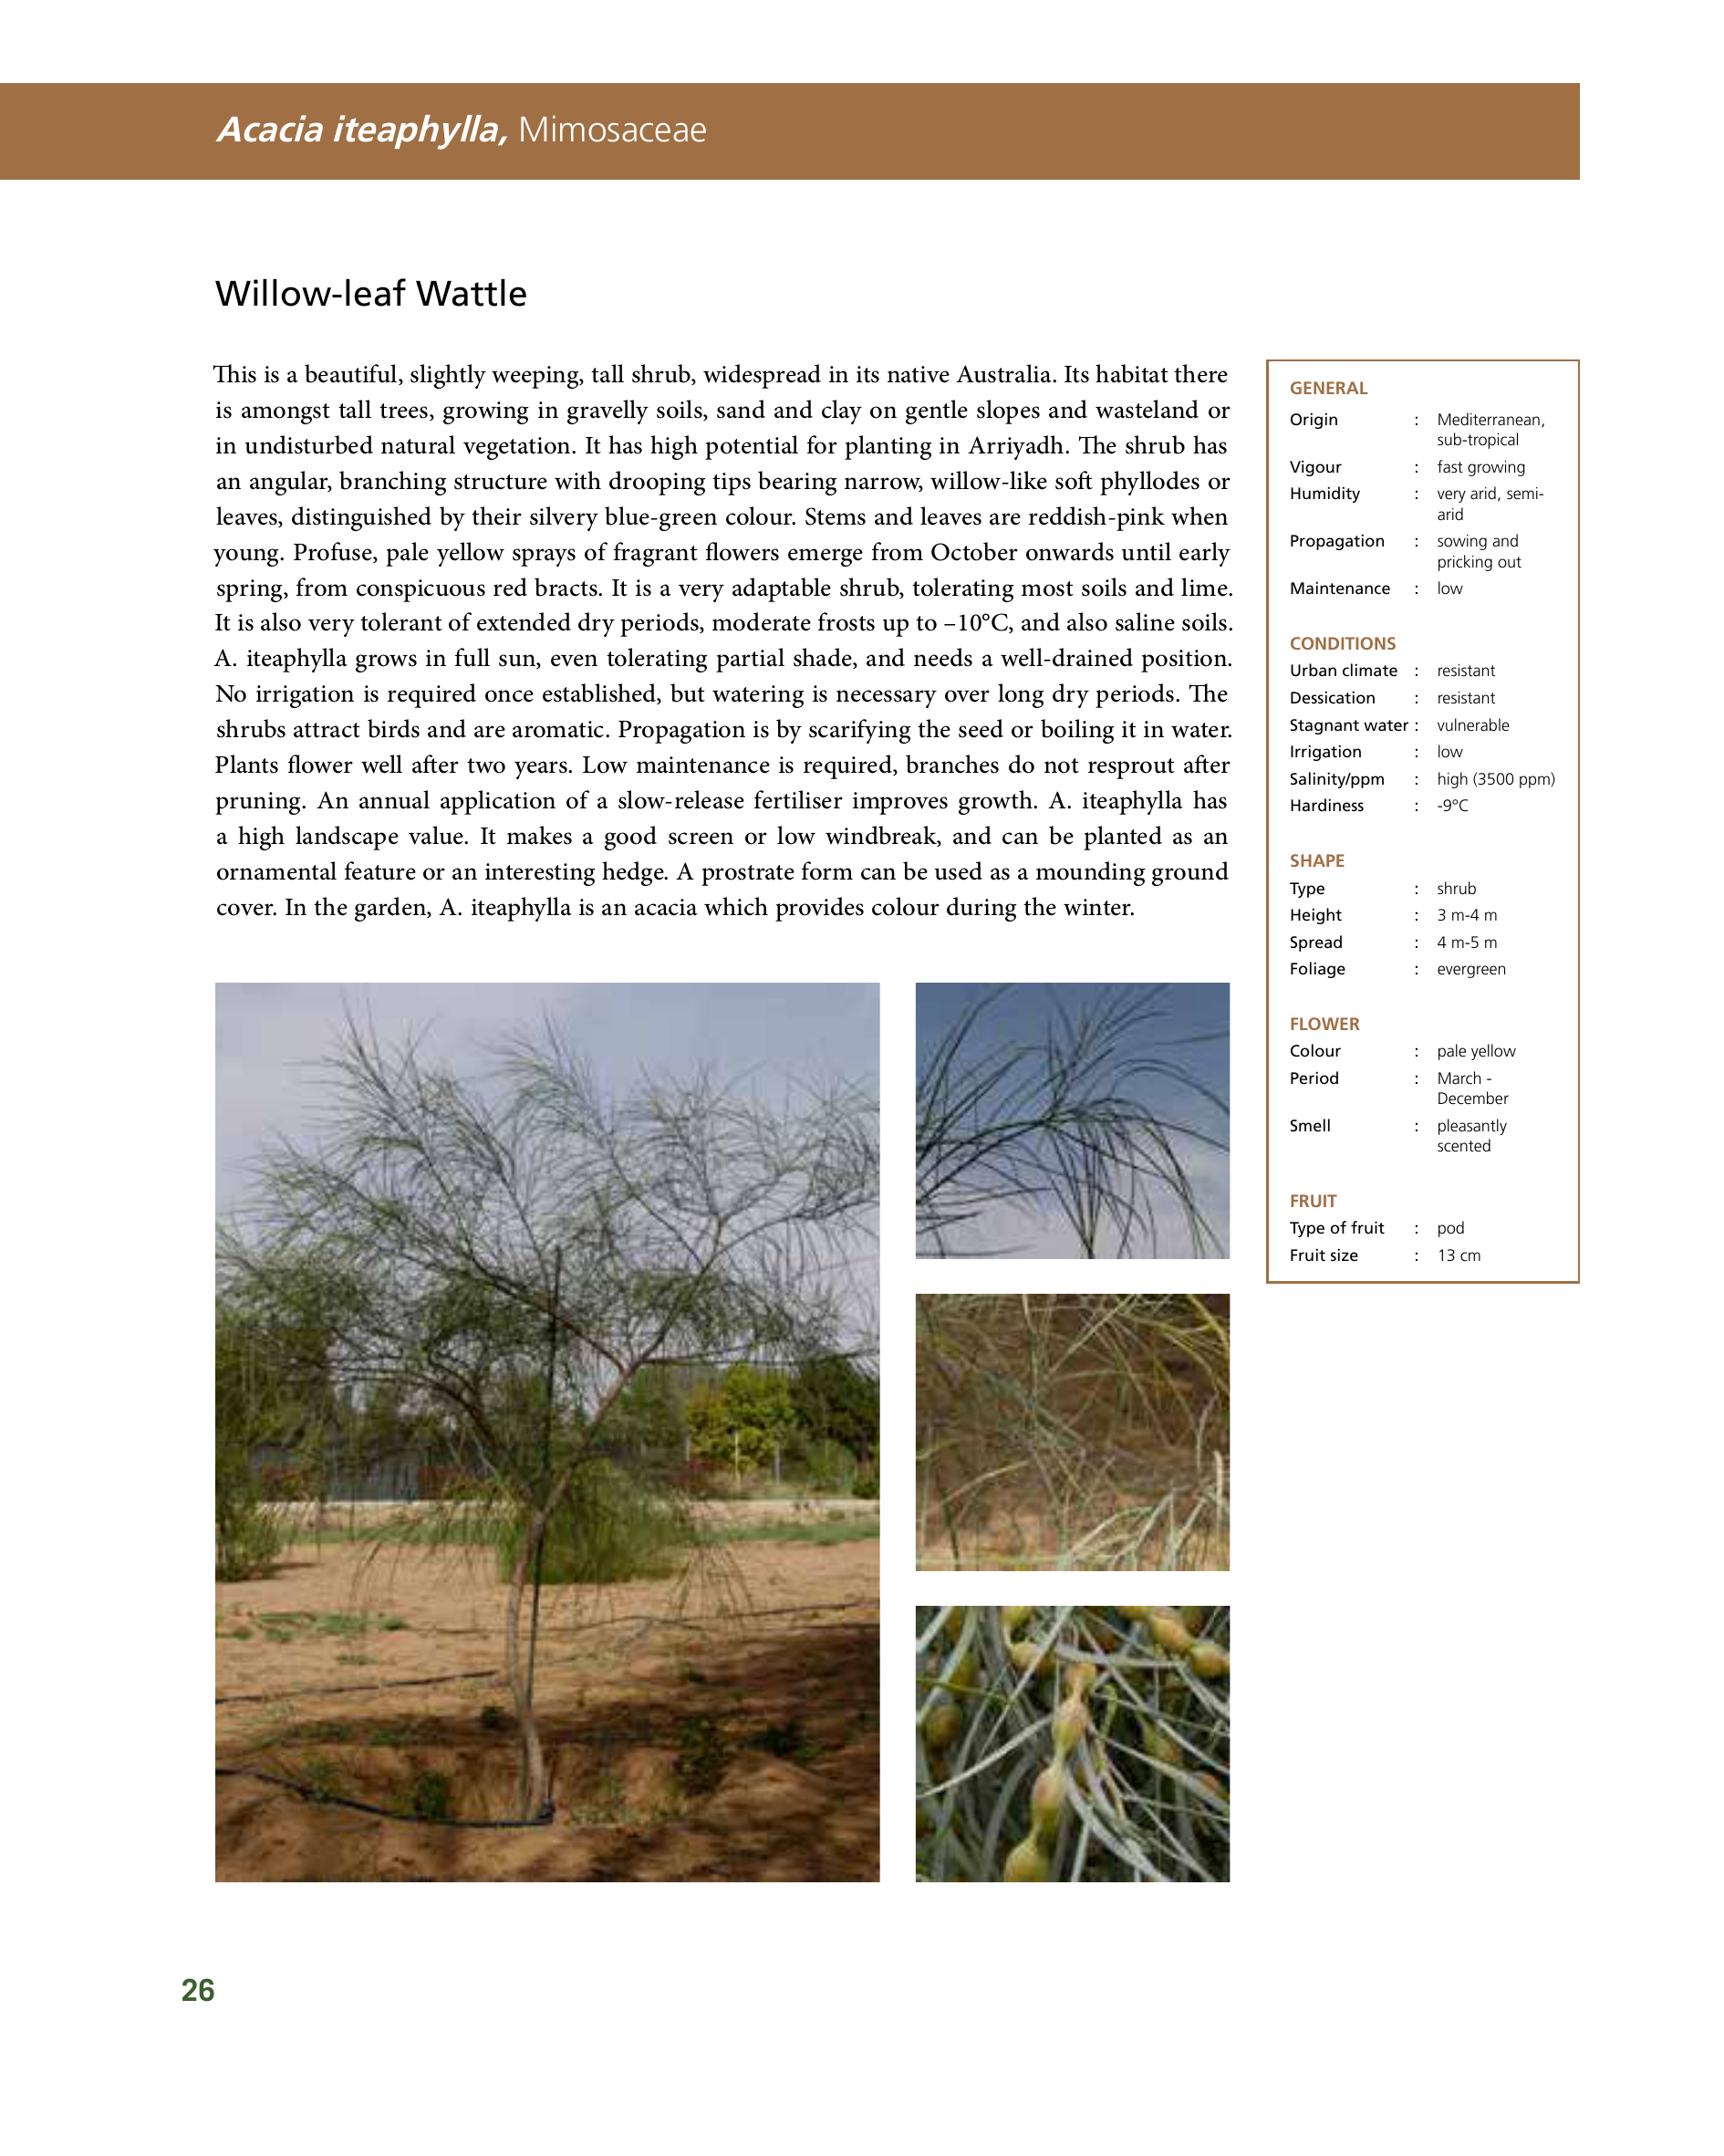 Acacia iteaphylla, Mimosaceae
Willow-leaf Wattle
This is a beautiful, slightly weeping, tall shrub, widespread in its native Australia. Its habitat there
is amongst tall trees, growing in gravelly soils, sand and clay on gentle slopes and wasteland or
in undisturbed natural vegetation. It has high potential for planting in Arriyadh. The shrub has
an angular, branching structure with drooping tips bearing narrow, willow-like soft phyllodes or
leaves, distinguished by their silvery blue-green colour. Stems and leaves are reddish-pink when
young. Profuse, pale yellow sprays of fragrant flowers emerge from October onwards until early
spring, from conspicuous red bracts. It is a very adaptable shrub, tolerating most soils and lime.
It is also very tolerant of extended dry periods, moderate frosts up to –10°C, and also saline soils.
A. iteaphylla grows in full sun, even tolerating partial shade, and needs a well-drained position.
No irrigation is required once established, but watering is necessary over long dry periods. The
shrubs attract birds and are aromatic. Propagation is by scarifying the seed or boiling it in water.
Plants flower well after two years. Low maintenance is required, branches do not resprout after
pruning. An annual application of a slow-release fertiliser improves growth. A. iteaphylla has
a high landscape value. It makes a good screen or low windbreak, and can be planted as an
ornamental feature or an interesting hedge. A prostrate form can be used as a mounding ground
cover. In the garden, A. iteaphylla is an acacia which provides colour during the winter.
GENERAL
Origin : Mediterranean,
sub-tropical
Vigour : fast growing
Humidity : very arid, semi-
arid
Propagation : sowing and
pricking out
Maintenance : low
CONDITIONS
Urban climate : resistant
Dessication : resistant
Stagnant water : vulnerable
Irrigation : low
Salinity/ppm : high (3500 ppm)
Hardiness : -9°C
SHAPE
Type : shrub
Height : 3 m-4 m
Spread : 4 m-5 m
Foliage : evergreen
FLOWER
Colour : pale yellow
Period : March -
December
Smell : pleasantly
scented
FRUIT
Type of fruit : pod
Fruit size : 13 cm
26